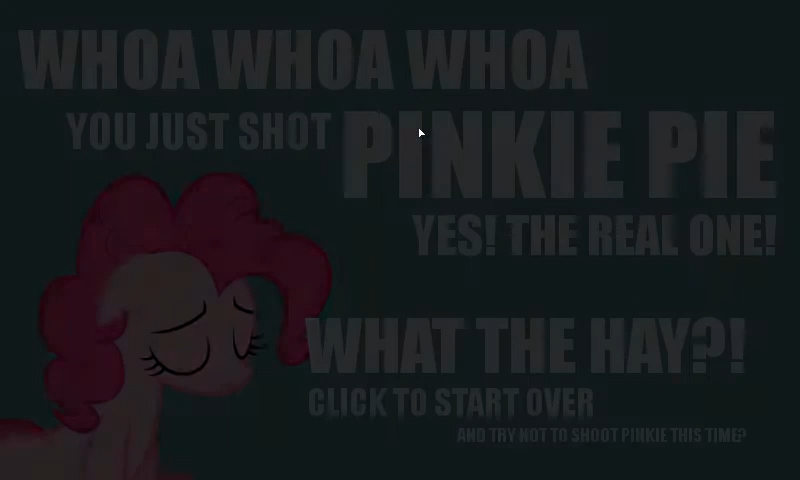 WHOA WHOA WHOA
YOU JUST SHOT PINKIE PIE
YES! THE REAL ONE!
WHAT THE HAY?!
CLICK TO START OVER
AND TRY NOT TO SHOOT PINKIE THIS TIME?